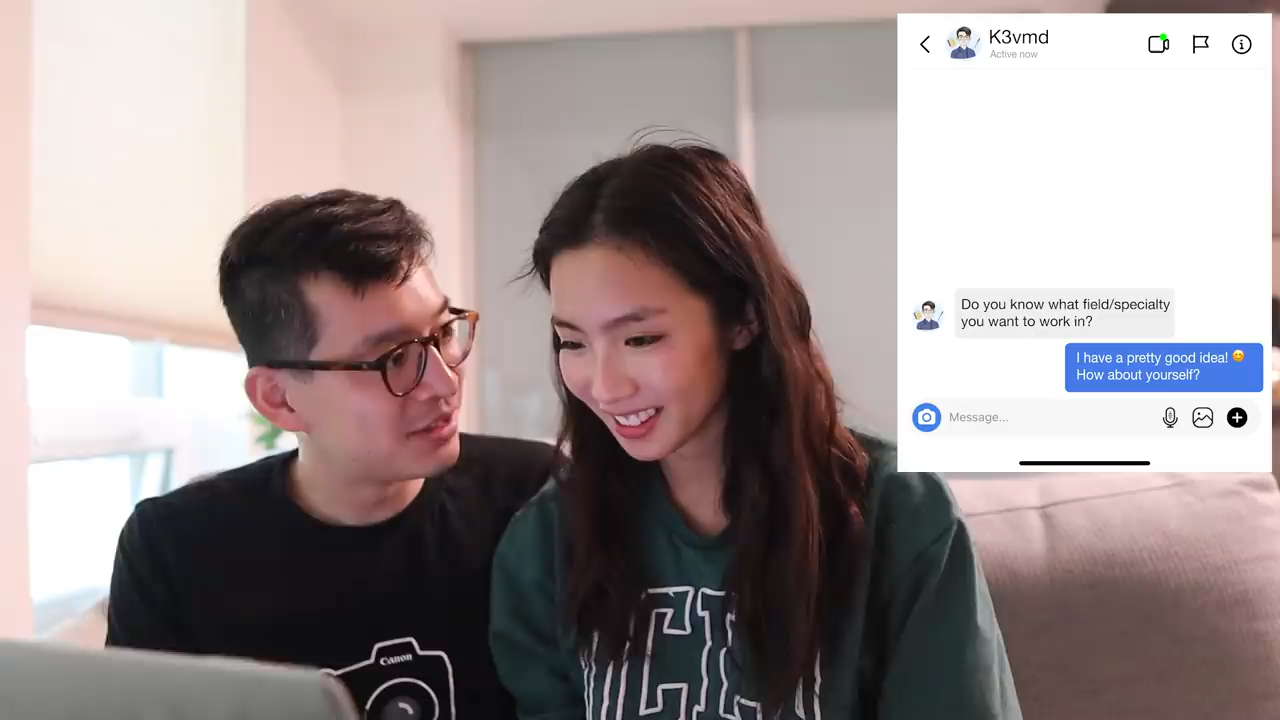 K3vmd
Active now
Do you know what field/specialty
you want to work in?
I have a pretty good idea! 😊
How about yourself?
Message...
Canon